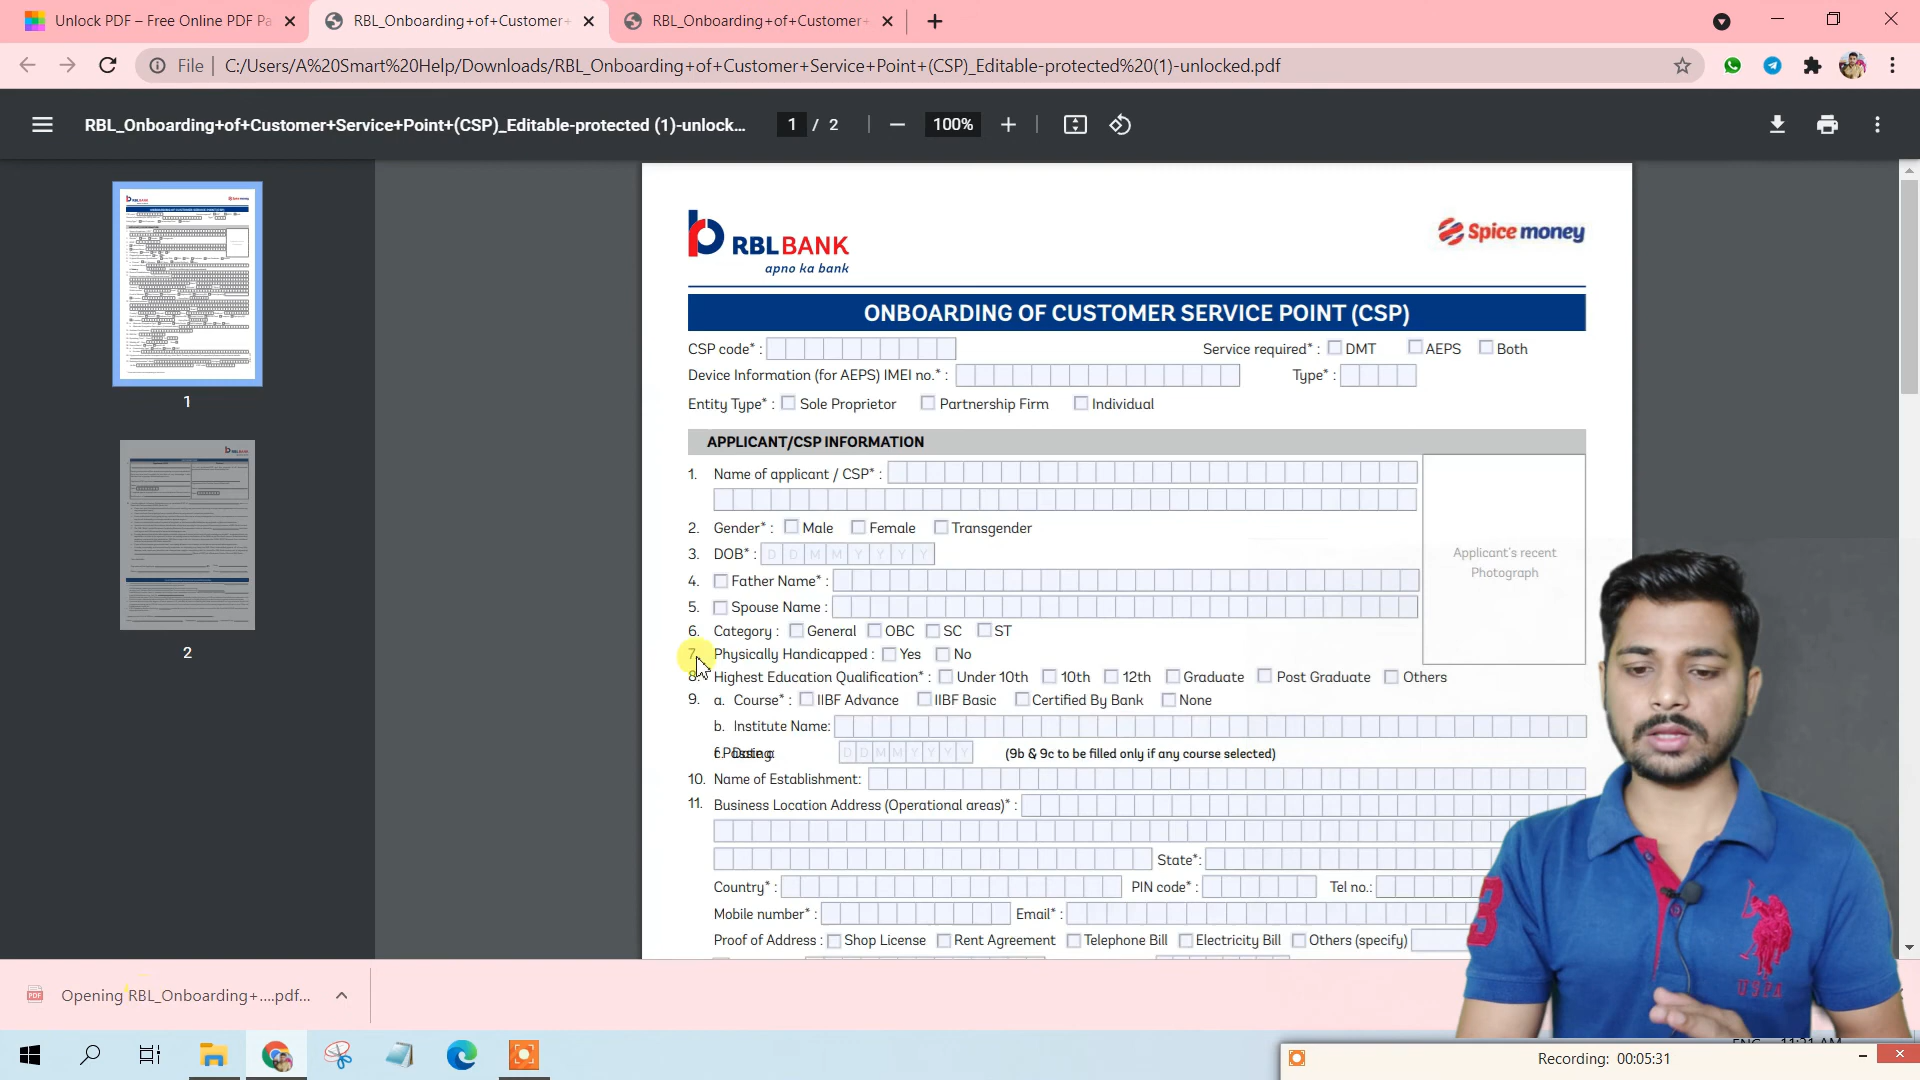 Unlock PDF – Free Online PDF Pa
RBL_Onboarding+of+Customer+
RBL_Onboarding+of+Customer+
File
C:/Users/A%20Smart%20Help/Downloads/RBL_Onboarding+of+Customer+Service+Point+(CSP)_Editable-protected%20(1)-unlocked.pdf
RBL_Onboarding+of+Customer+Service+Point+(CSP)_Editable-protected (1)-unlock...
1 / 2
100%
1
2
RBLBANK
apno ka bank
Spice money
ONBOARDING OF CUSTOMER SERVICE POINT (CSP)
CSP code* : Service required* : DMT AEPS Both
Device Information (for AEPS) IMEI no.* : Type* :
Entity Type* : Sole Proprietor Partnership Firm Individual
APPLICANT/CSP INFORMATION
1. Name of applicant / CSP* :
Applicant's recent
Photograph
2. Gender* : Male Female Transgender
3. DOB* : D D M M Y Y Y Y
4. Father Name* :
5. Spouse Name :
6. Category : General OBC SC ST
7. Physically Handicapped : Yes No
8. Highest Education Qualification* : Under 10th 10th 12th Graduate Post Graduate Others
9. a. Course* : IIBF Advance IIBF Basic Certified By Bank None
b. Institute Name:
D D M M Y Y Y Y (9b & 9c to be filled only if any course selected)
10. Name of Establishment:
11. Business Location Address (Operational areas)* :
State*:
Country* : PIN code* : Tel no.:
Mobile number* : Email* :
Proof of Address : Shop License Rent Agreement Telephone Bill Electricity Bill Others (specify)
Opening RBL_Onboarding+....pdf...
3
Recording: 00:05:31